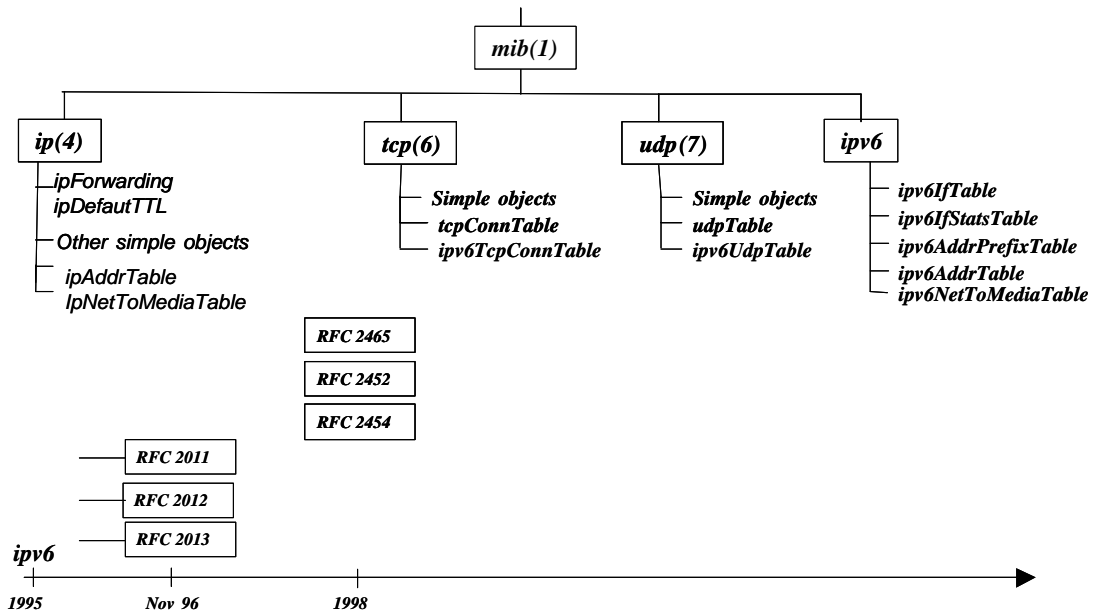 mib(1)
ip(4)
tcp(6)
udp(7)
ipv6
ipForwarding
ipDefautTTL
Other simple objects
ipAddrTable
IpNetToMediaTable
Simple objects
tcpConnTable
ipv6TcpConnTable
Simple objects
udpTable
ipv6UdpTable
ipv6IfTable
ipv6IfStatsTable
ipv6AddrPrefixTable
ipv6AddrTable
ipv6NetToMediaTable
RFC 2465
RFC 2452
RFC 2454
RFC 2011
RFC 2012
RFC 2013
ipv6
1995
Nov 96
1998